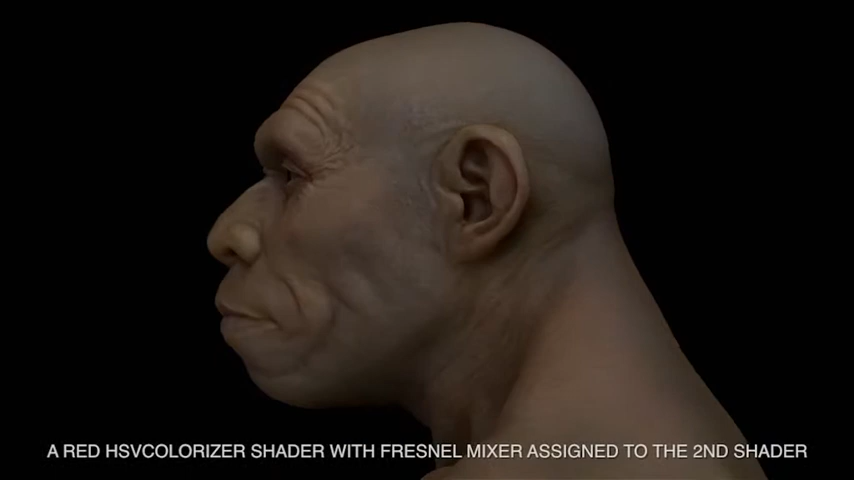 A RED HSVCOLORIZER SHADER WITH FRESNEL MIXER ASSIGNED TO THE 2ND SHADER